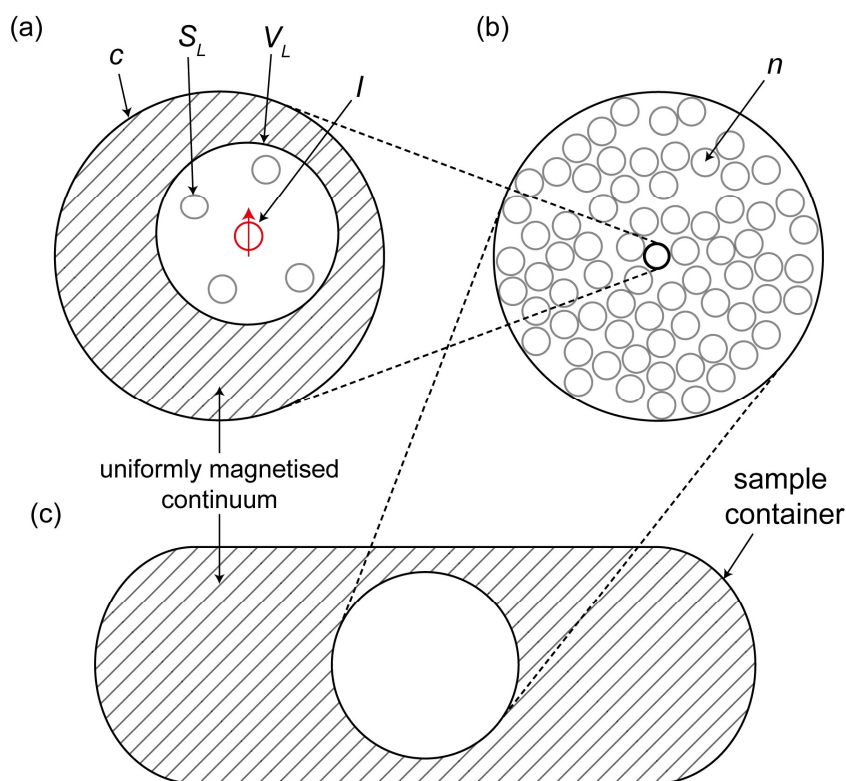 (a)
c
S_L
V_L
I
(b)
n
uniformly magnetised
continuum
(c)
sample
container